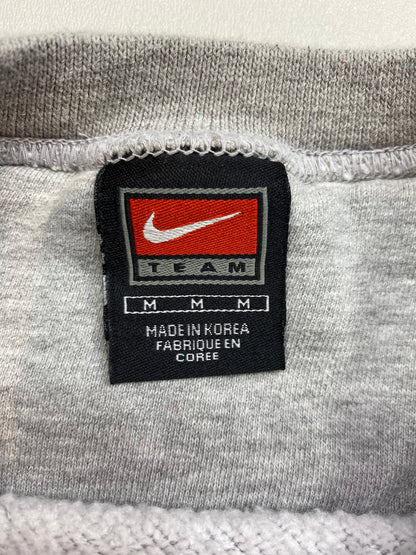 TEAM
M M M
MADE IN KOREA
FABRIQUE EN
COREE